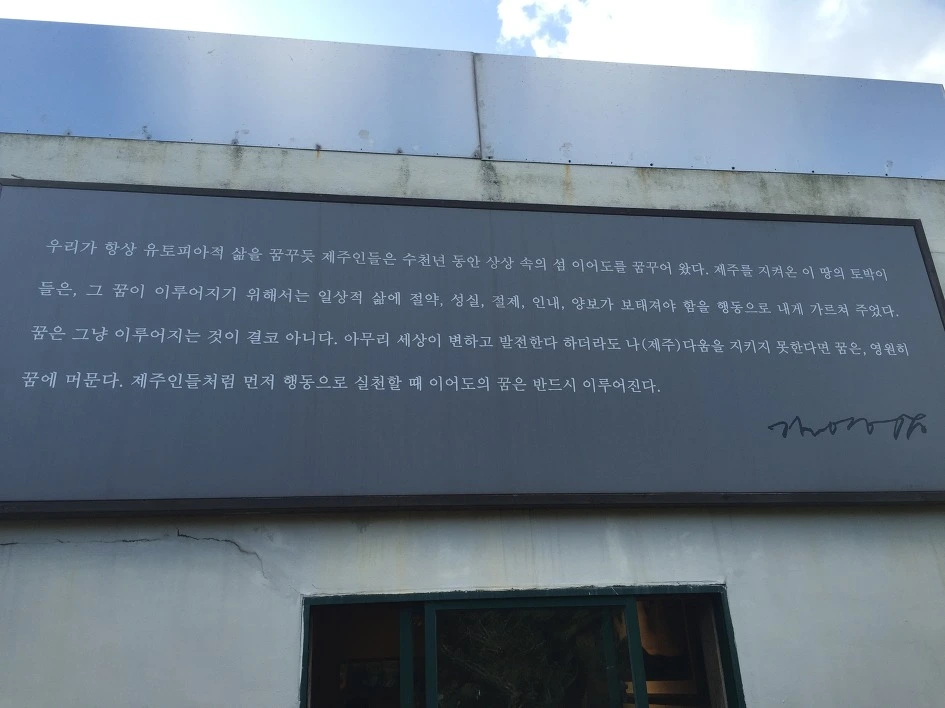 우리가 항상 유토피아적 삶을 꿈꾸듯 제주인들은 수천년 동안 상상 속의 섬 이어도를 꿈꾸어 왔다. 제주를 지켜온 이 땅의 토박이
들은, 그 꿈이 이루어지기 위해서는 일상적 삶에 절약, 성실, 절제, 인내, 양보가 보태져야 함을 행동으로 내게 가르쳐 주었다.
꿈은 그냥 이루어지는 것이 결코 아니다. 아무리 세상이 변하고 발전한다 하더라도 나(제주)다움을 지키지 못한다면 꿈은, 영원히
꿈에 머문다. 제주인들처럼 먼저 행동으로 실천할 때 이어도의 꿈은 반드시 이루어진다.